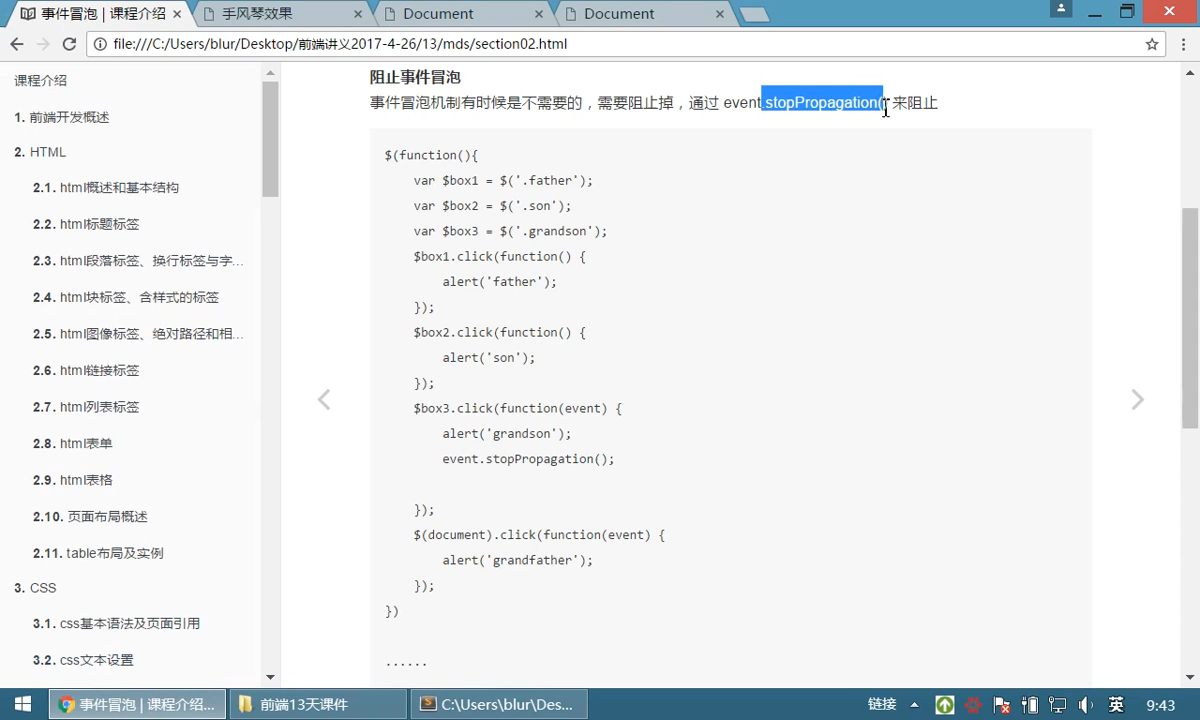 事件冒泡 | 课程介绍
手风琴效果
Document
Document
file:///C:/Users/blur/Desktop/前端讲义2017-4-26/13/mds/section02.html
课程介绍
1. 前端开发概述
2. HTML
2.1. html概述和基本结构
2.2. html标题标签
2.3. html段落标签、换行标签与字...
2.4. html块标签、含样式的标签
2.5. html图像标签、绝对路径和相...
2.6. html链接标签
2.7. html列表标签
2.8. html表单
2.9. html表格
2.10. 页面布局概述
2.11. table布局及实例
3. CSS
3.1. css基本语法及页面引用
3.2. css文本设置
阻止事件冒泡
事件冒泡机制有时候是不需要的，需要阻止掉，通过 event.stopPropagation() 来阻止
$(function(){
var $box1 = $('.father');
var $box2 = $('.son');
var $box3 = $('.grandson');
$box1.click(function() {
alert('father');
});
$box2.click(function() {
alert('son');
});
$box3.click(function(event) {
alert('grandson');
event.stopPropagation();
});
$(document).click(function(event) {
alert('grandfather');
});
})
......
事件冒泡 | 课程介绍...
前端13天课件
C:\Users\blur\Des...
链接
英
9:43